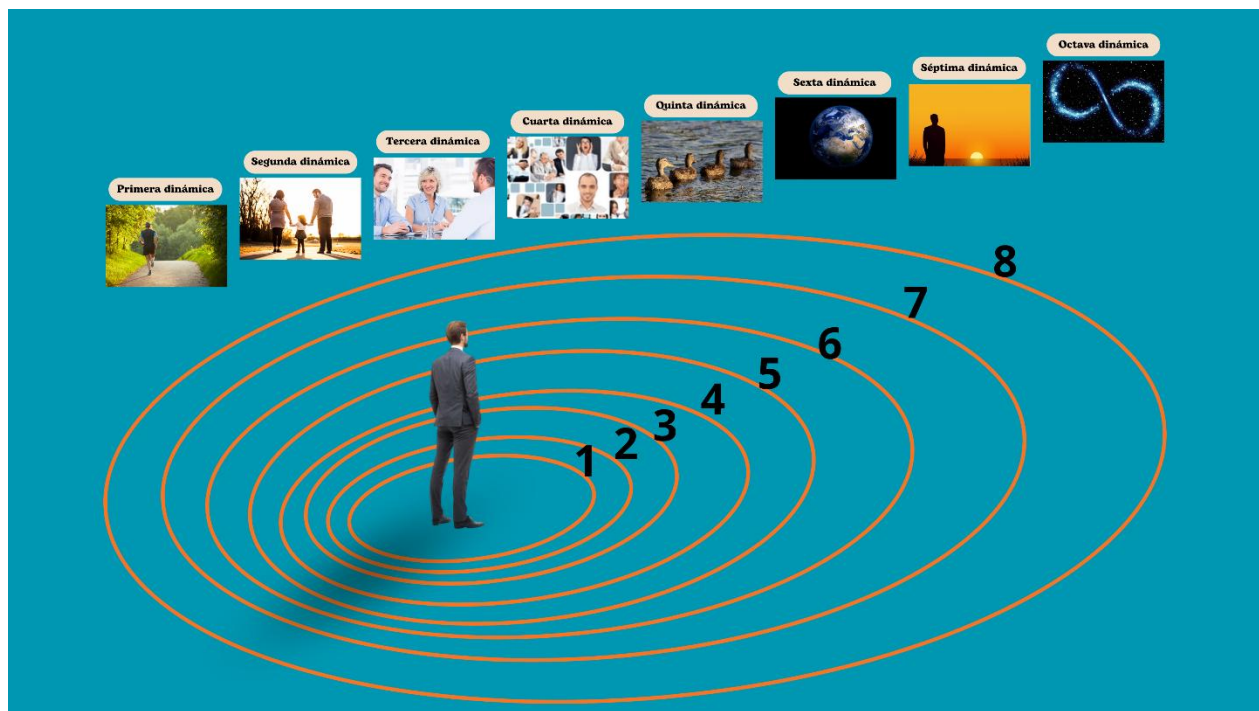 Primera dinámica
Segunda dinámica
Tercera dinámica
Cuarta dinámica
Quinta dinámica
Sexta dinámica
Séptima dinámica
Octava dinámica
1
2
3
4
5
6
7
8